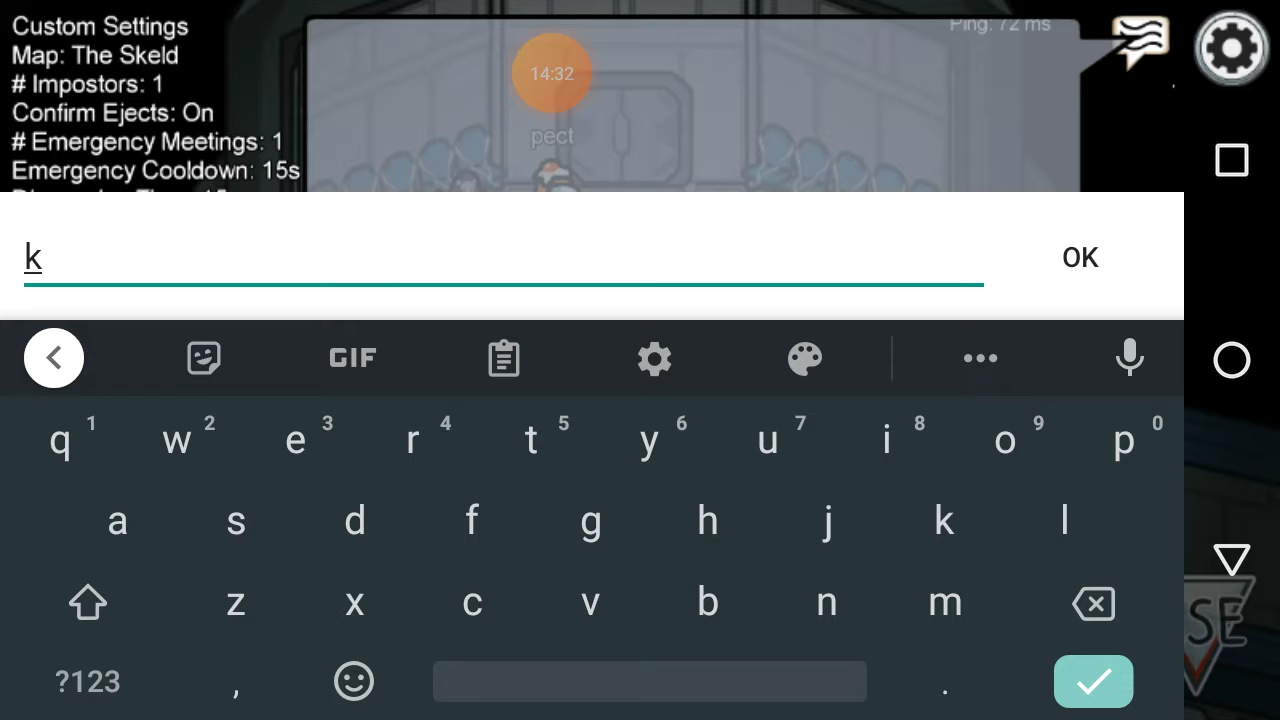 Custom Settings
Map: The Skeld
# Impostors: 1
Confirm Ejects: On
# Emergency Meetings: 1
Emergency Cooldown: 15s
Ping: 72 ms
14:32
pect
k
OK
GIF
q 1 w 2 e 3 r 4 t 5 y 6 u 7 i 8 o 9 p 0
a s d f g h j k l
z x c v b n m
?123 , .
SE